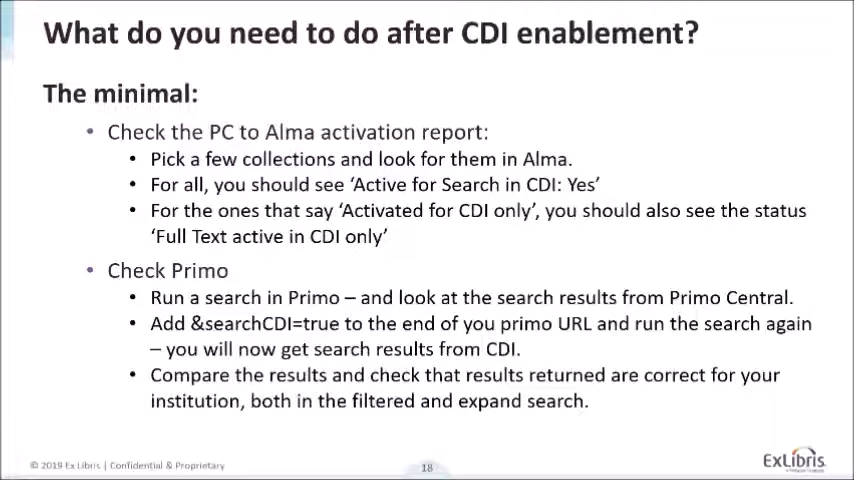 What do you need to do after CDI enablement?
The minimal:
• Check the PC to Alma activation report:
• Pick a few collections and look for them in Alma.
• For all, you should see ‘Active for Search in CDI: Yes’
• For the ones that say ‘Activated for CDI only’, you should also see the status
‘Full Text active in CDI only’
• Check Primo
• Run a search in Primo – and look at the search results from Primo Central.
• Add &searchCDI=true to the end of you primo URL and run the search again
– you will now get search results from CDI.
• Compare the results and check that results returned are correct for your
institution, both in the filtered and expand search.
© 2019 Ex Libris | Confidential & Proprietary
18
ExLibris